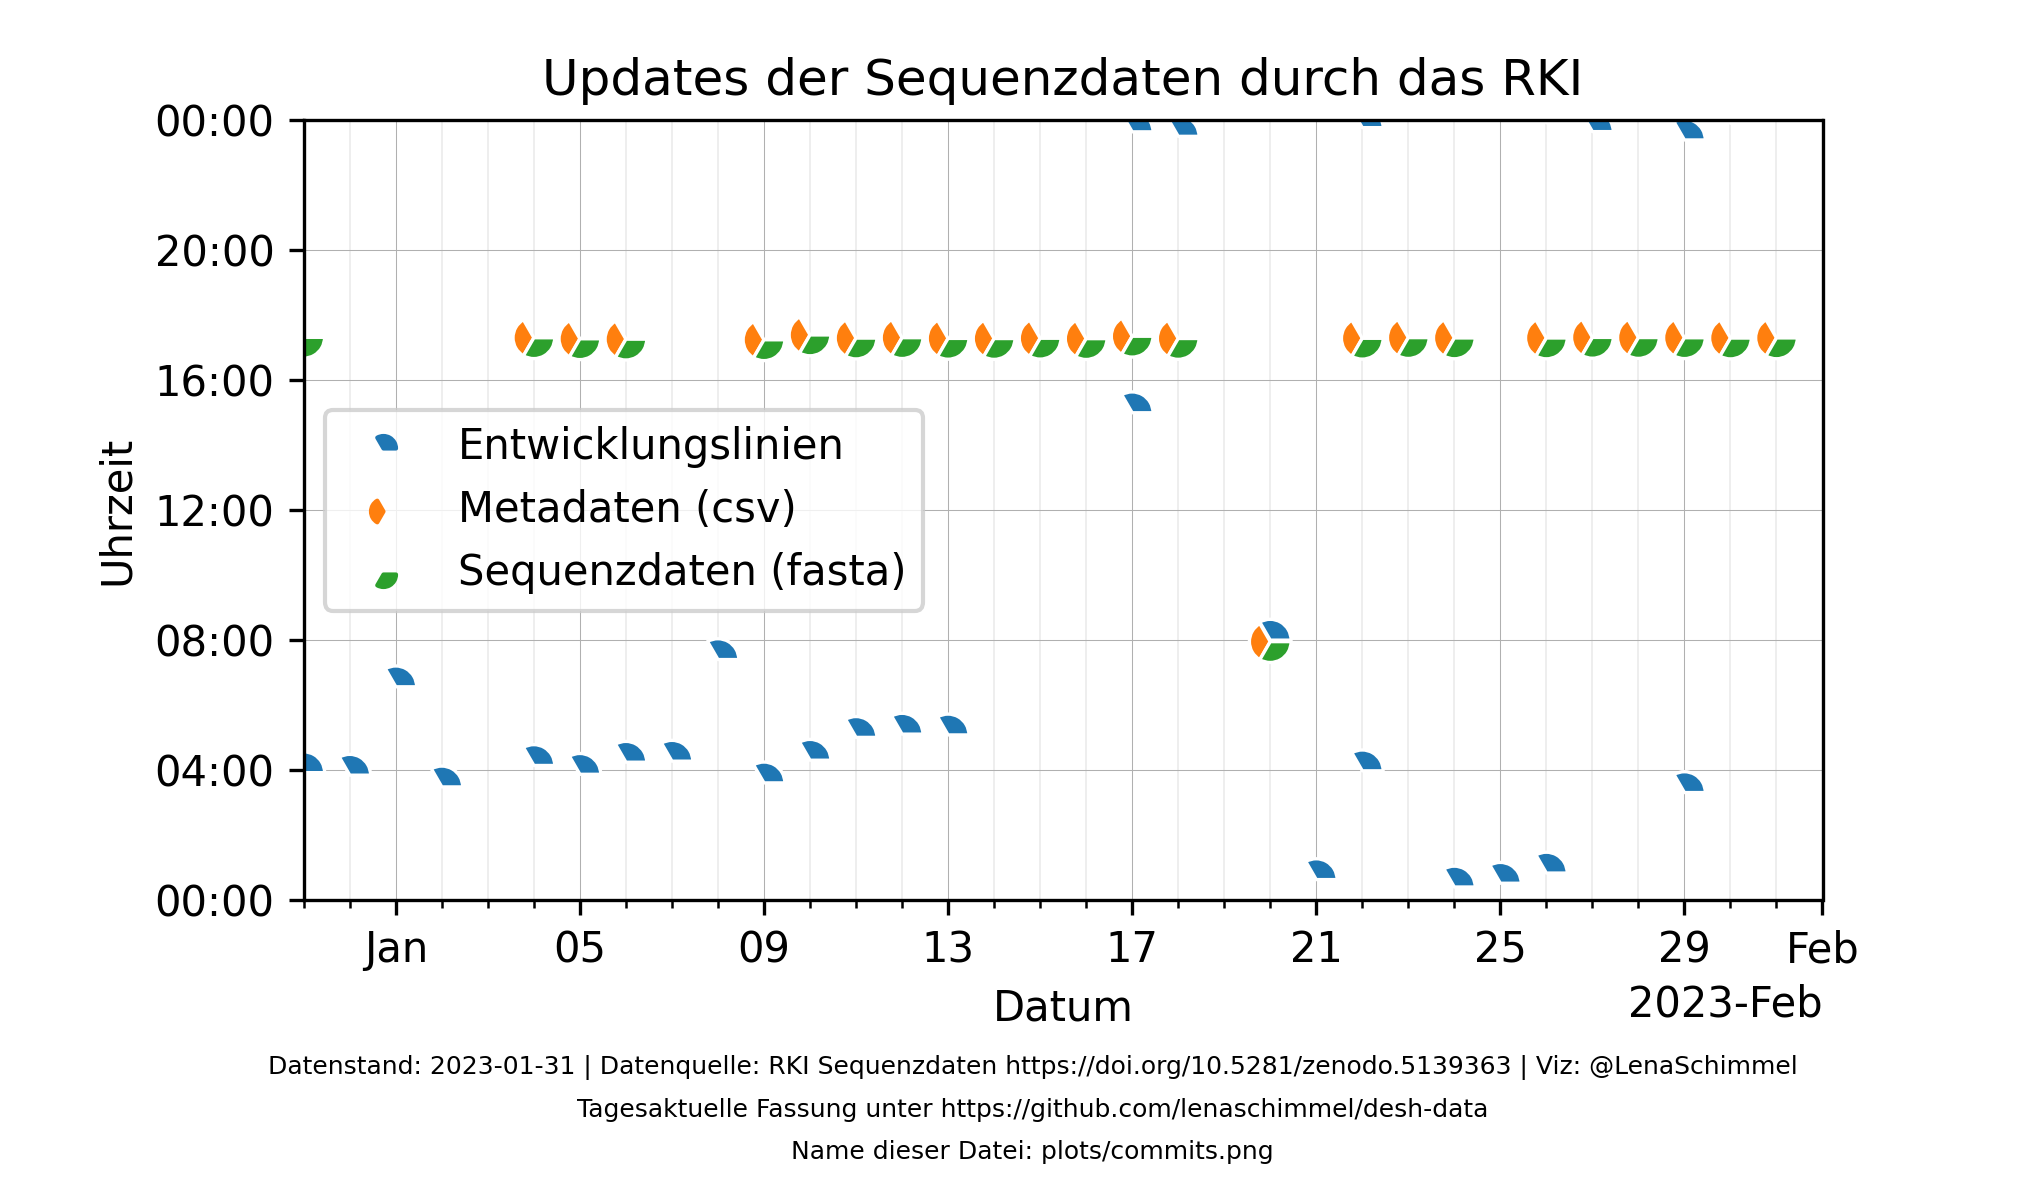 Updates der Sequenzdaten durch das RKI
00:00
20:00
16:00
12:00
08:00
04:00
00:00
Uhrzeit
Entwicklungslinien
Metadaten (csv)
Sequenzdaten (fasta)
Jan 05 09 13 17 21 25 29 Feb
Datum
2023-Feb
Datenstand: 2023-01-31 | Datenquelle: RKI Sequenzdaten https://doi.org/10.5281/zenodo.5139363 | Viz: @LenaSchimmel
Tagesaktuelle Fassung unter https://github.com/lenaschimmel/desh-data
Name dieser Datei: plots/commits.png